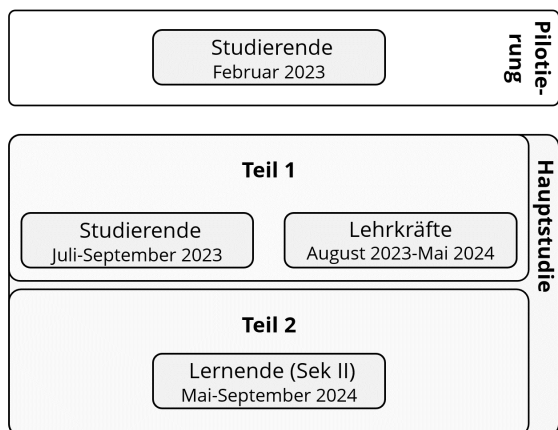 Studierende
Februar 2023
Pilotie-
rung
Teil 1
Studierende
Juli-September 2023
Lehrkräfte
August 2023-Mai 2024
Hauptstudie
Teil 2
Lernende (Sek II)
Mai-September 2024